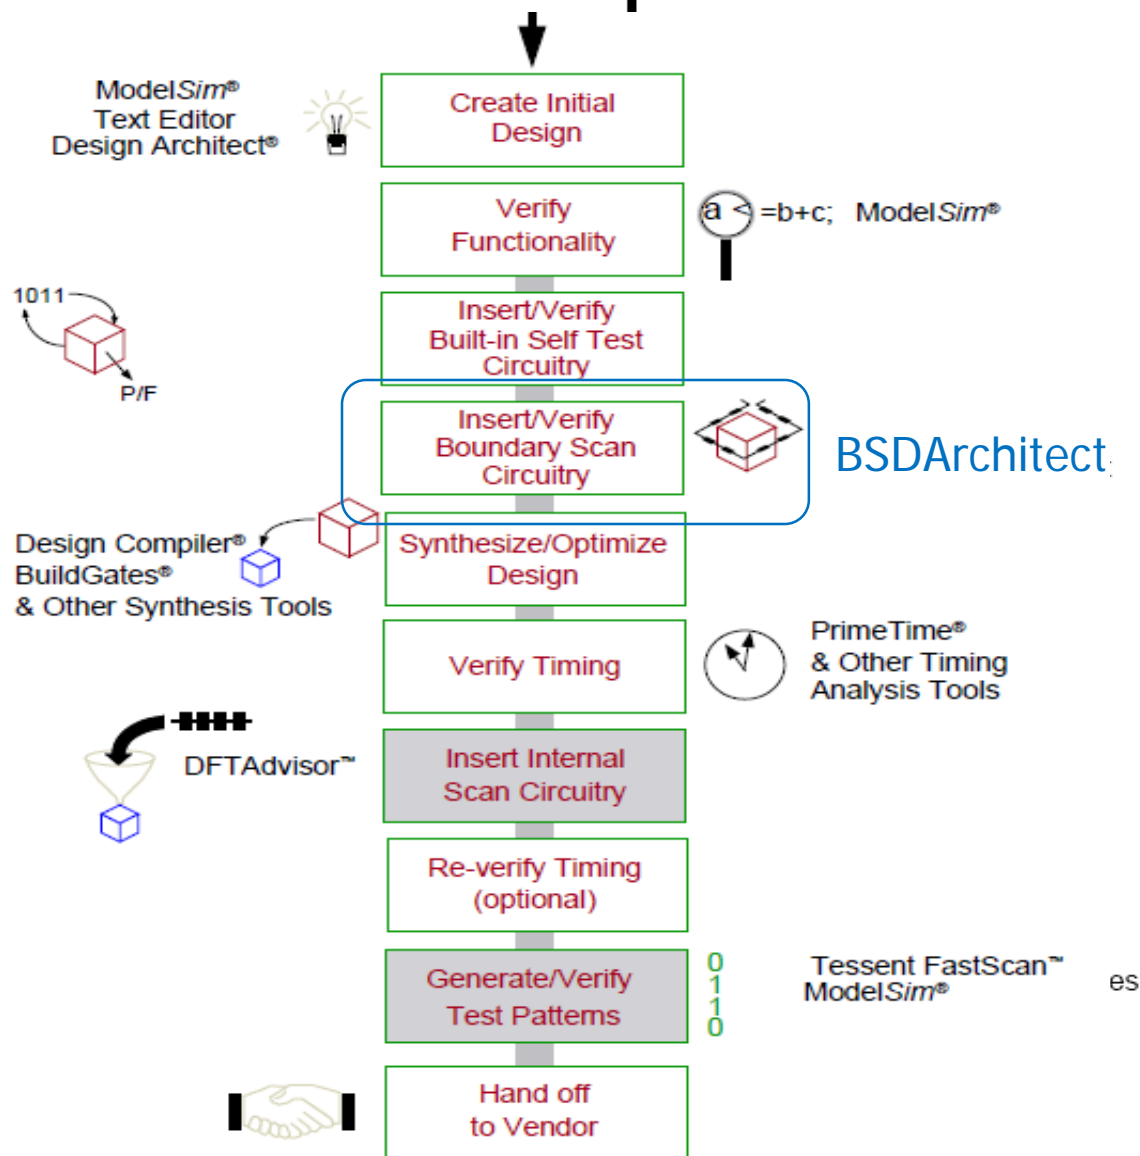 Model Sim®
Text Editor
Design Architect®
Create Initial
Design
Verify
Functionality
a < =b+c; ModelSim®
1011
P/F
Insert/Verify
Built-in Self Test
Circuitry
Insert/Verify
Boundary Scan
Circuitry
BSDArchitect
Design Compiler®
BuildGates®
& Other Synthesis Tools
Synthesize/Optimize
Design
Verify Timing
PrimeTime®
& Other Timing
Analysis Tools
DFTAdvisor™
Insert Internal
Scan Circuitry
Re-verify Timing
(optional)
Generate/Verify
Test Patterns
0
1
1
0
Tessent FastScan™
ModelSim®
es
Hand off
to Vendor